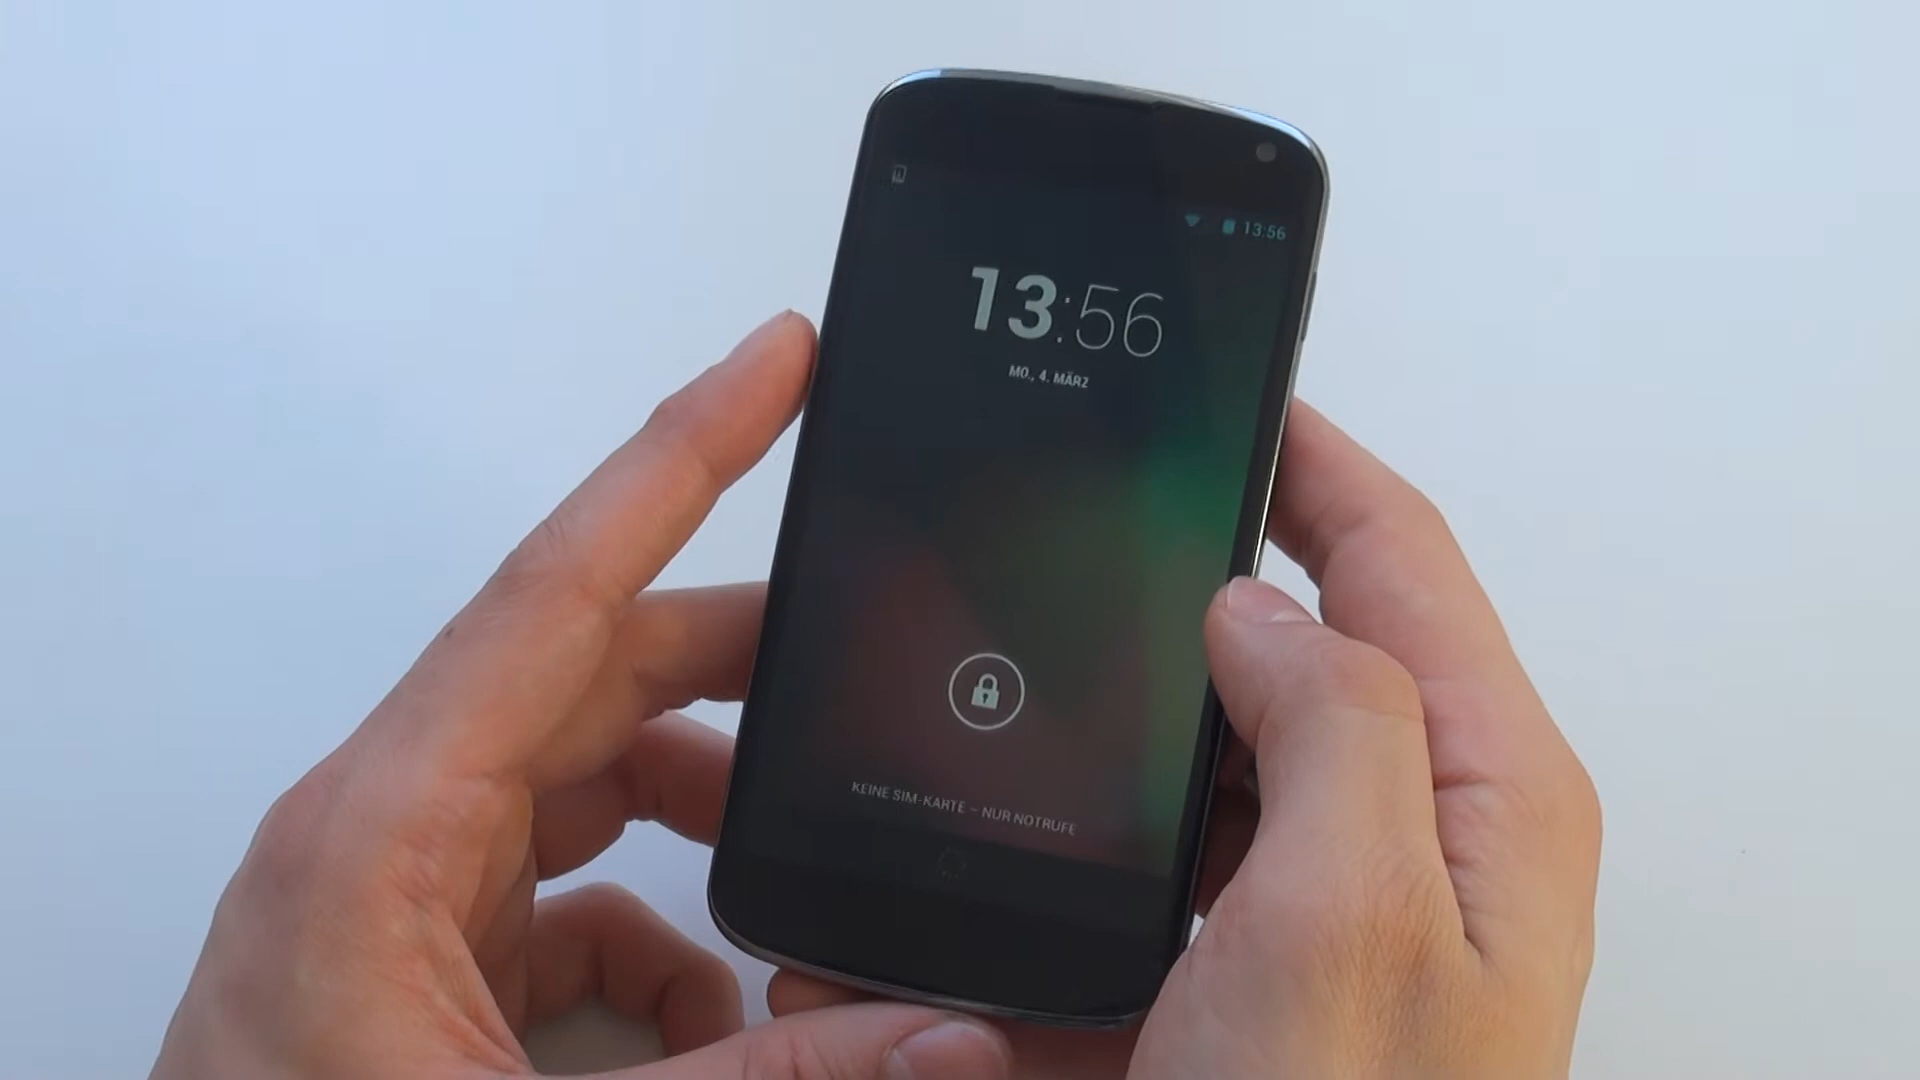 13:56
13:56
MO., 4. MÄRZ
KEINE SIM-KARTE – NUR NOTRUFE